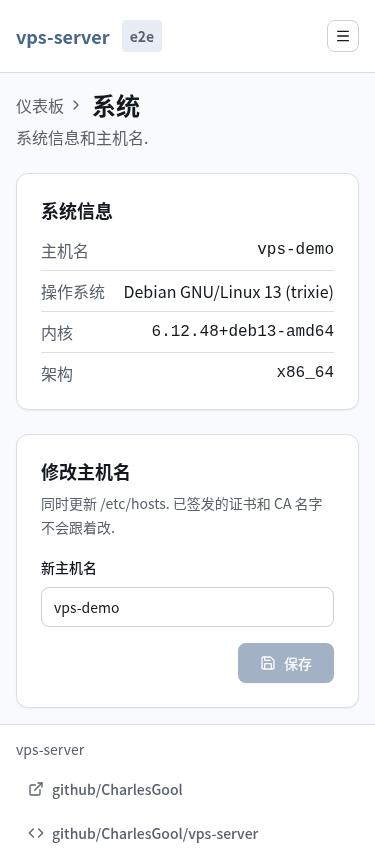 vps-server e2e
仪表板 系统
系统信息和主机名.
系统信息
主机名 vps-demo
操作系统 Debian GNU/Linux 13 (trixie)
内核 6.12.48+deb13-amd64
架构 x86_64
修改主机名
同时更新 /etc/hosts. 已签发的证书和 CA 名字
不会跟着改.
新主机名
vps-demo
保存
vps-server
github/CharlesGool
github/CharlesGool/vps-server